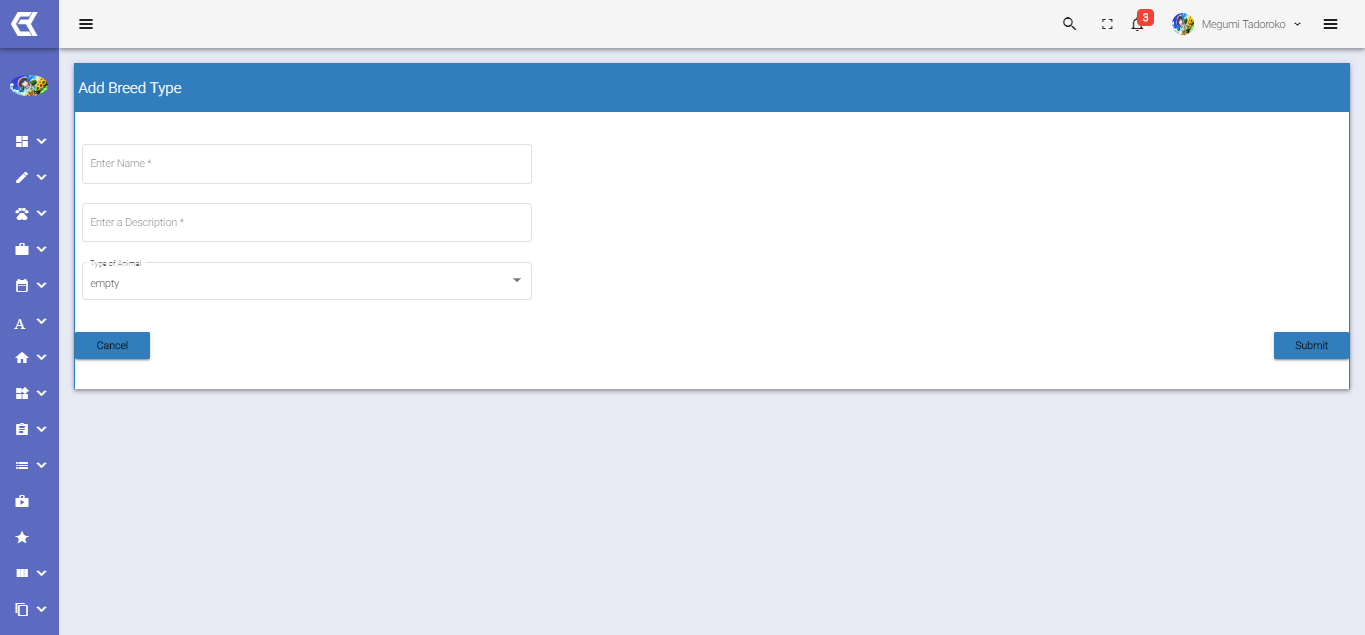 3
Megumi Tadoroko
Add Breed Type
Enter Name *
Enter a Description *
Type of Animal
empty
Cancel
Submit
A